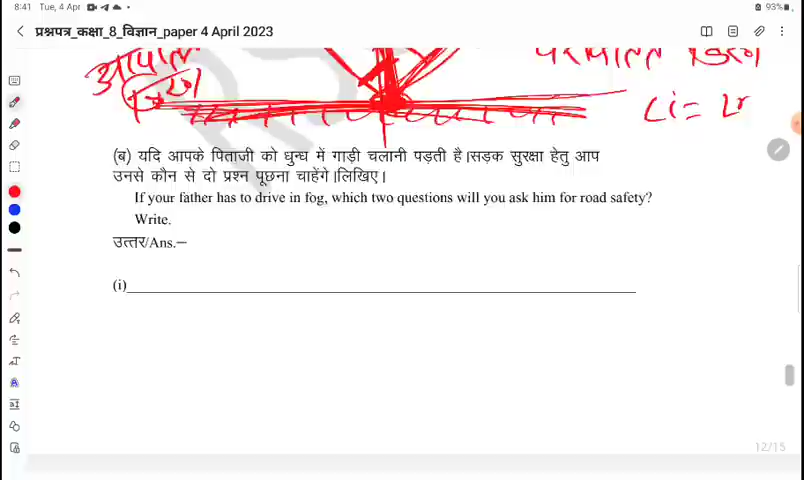 8:41 Tue, 4 Apr
93%
प्रश्नपत्र_कक्षा_8_विज्ञान_paper 4 April 2023
∠i = ∠r
(ब) यदि आपके पिताजी को धुन्ध में गाड़ी चलानी पड़ती है।सड़क सुरक्षा हेतु आप
उनसे कौन से दो प्रश्न पूछना चाहेंगे।लिखिए।
If your father has to drive in fog, which two questions will you ask him for road safety?
Write.
उत्तर/Ans.–
(i)
12/15